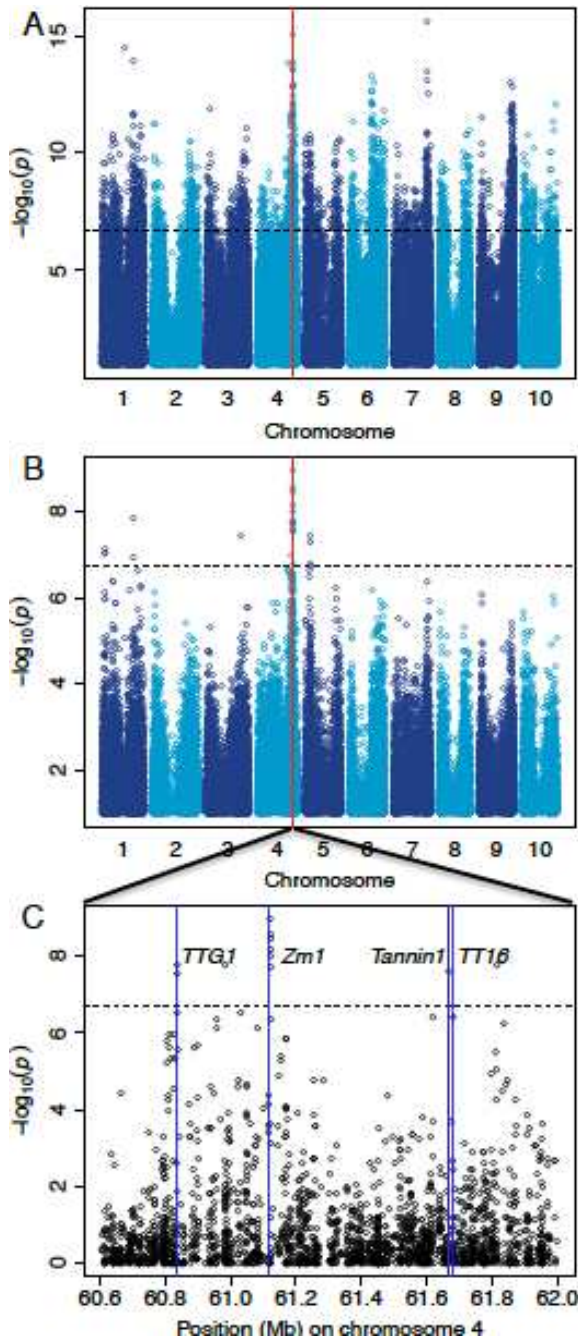 A
15
10
5
−log10(p)
1 2 3 4 5 6 7 8 9 10
Chromosome
B
8
6
4
2
−log10(p)
1 2 3 4 5 6 7 8 9 10
Chromosome
C
TTG1 Zm1 Tannin1 TT16
8
6
4
2
0
−log10(p)
60.6 60.8 61.0 61.2 61.4 61.6 61.8 62.0
Position (Mb) on chromosome 4